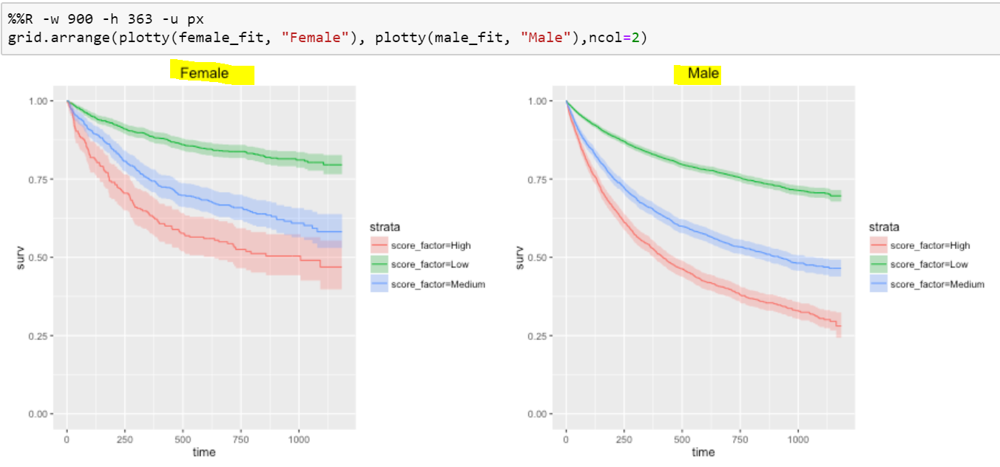 %%R -w 900 -h 363 -u px
grid.arrange(plotty(female_fit, "Female"), plotty(male_fit, "Male"),ncol=2)
Female
1.00
0.75
0.50
0.25
0.00
surv
0 250 500 750 1000
time
strata
score_factor=High
score_factor=Low
score_factor=Medium
Male
1.00
0.75
0.50
0.25
0.00
surv
0 250 500 750 1000
time
strata
score_factor=High
score_factor=Low
score_factor=Medium